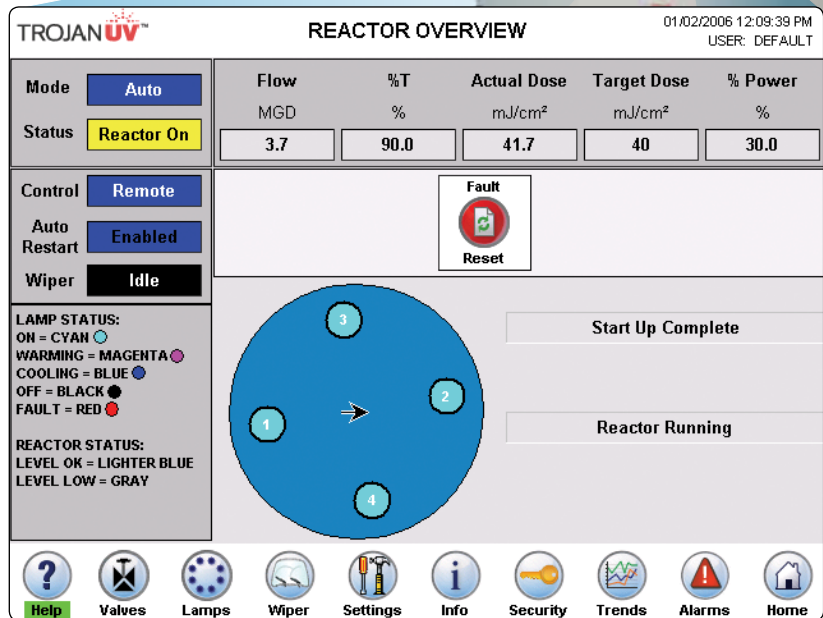 TROJANUV™
REACTOR OVERVIEW
01/02/2006 12:09:39 PM
USER: DEFAULT
Mode Auto
Status Reactor On
Flow %T Actual Dose Target Dose % Power
MGD % mJ/cm² mJ/cm² %
3.7 90.0 41.7 40 30.0
Control Remote
Auto
Restart Enabled
Wiper Idle
Fault
Reset
LAMP STATUS:
ON = CYAN
WARMING = MAGENTA
COOLING = BLUE
OFF = BLACK
FAULT = RED
REACTOR STATUS:
LEVEL OK = LIGHTER BLUE
LEVEL LOW = GRAY
3
2
1
4
Start Up Complete
Reactor Running
?
i
Help Valves Lamps Wiper Settings Info Security Trends Alarms Home